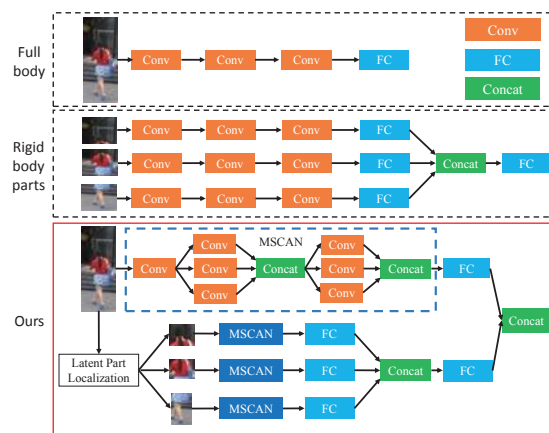 Full
body
Conv Conv Conv FC
Conv
FC
Concat
Rigid
body
parts
Conv Conv Conv FC
Conv Conv Conv FC Concat FC
Conv Conv Conv FC
Ours
MSCAN
Conv Conv
Conv Conv Concat Conv Concat FC
Conv Conv
Concat
Latent Part
Localization
MSCAN FC
MSCAN FC Concat FC
MSCAN FC